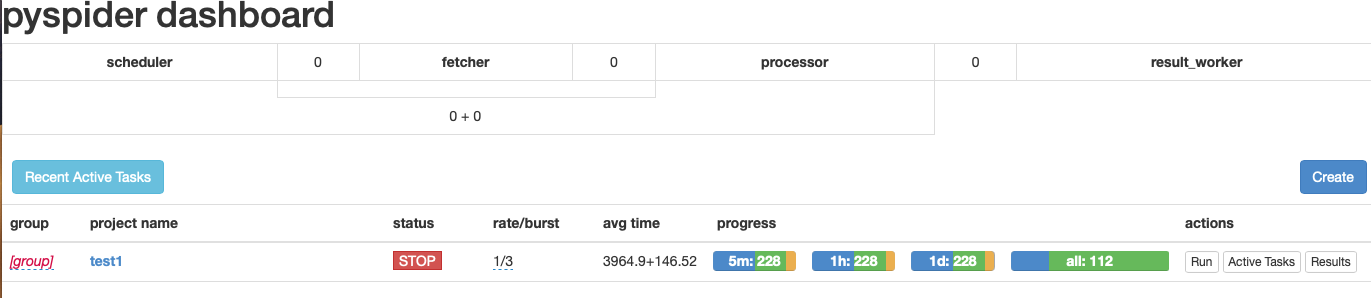 pyspider dashboard
scheduler 0 fetcher 0 processor 0 result_worker
0 + 0
Recent Active Tasks Create
group project name status rate/burst avg time progress actions
[group] test1 STOP 1/3 3964.9+146.52 5m: 228 1h: 228 1d: 228 all: 112 Run Active Tasks Results